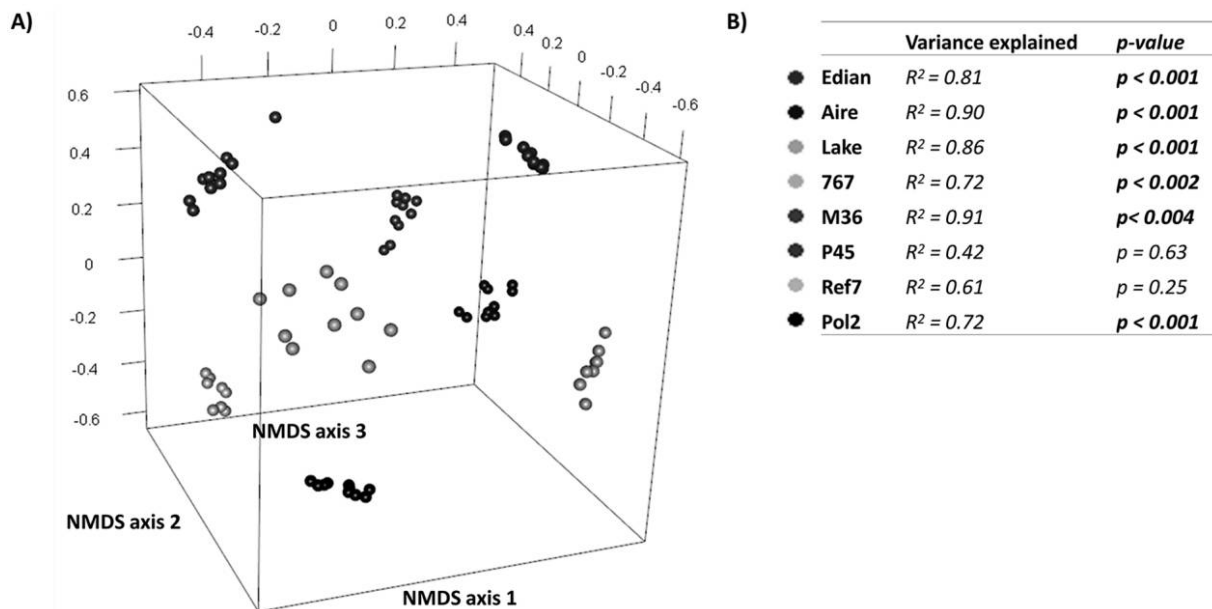 A)
-0.4 -0.2 0 0.2 0.4 0.4 0.2 0 -0.2 -0.4 -0.6
0.6
0.4
0.2
0
-0.2
-0.4
-0.6
NMDS axis 3
NMDS axis 2
NMDS axis 1
B)
Variance explained p-value
Edian R² = 0.81 p < 0.001
Aire R² = 0.90 p < 0.001
Lake R² = 0.86 p < 0.001
767 R² = 0.72 p < 0.002
M36 R² = 0.91 p< 0.004
P45 R² = 0.42 p = 0.63
Ref7 R² = 0.61 p = 0.25
Pol2 R² = 0.72 p < 0.001